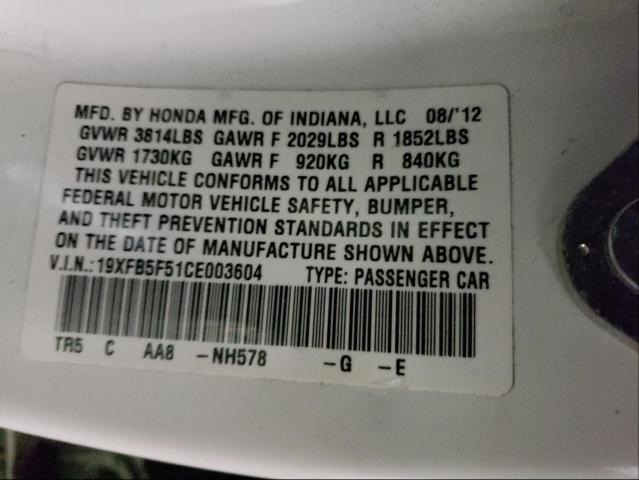 MFD. BY HONDA MFG. OF INDIANA, LLC 08/'12
GVWR 3814LBS GAWR F 2029LBS R 1852LBS
GVWR 1730KG GAWR F 920KG R 840KG
THIS VEHICLE CONFORMS TO ALL APPLICABLE
FEDERAL MOTOR VEHICLE SAFETY, BUMPER,
AND THEFT PREVENTION STANDARDS IN EFFECT
ON THE DATE OF MANUFACTURE SHOWN ABOVE.
V.I.N.:19XFB5F51CE003604 TYPE: PASSENGER CAR
TR5 C AA8 -NH578 -G -E